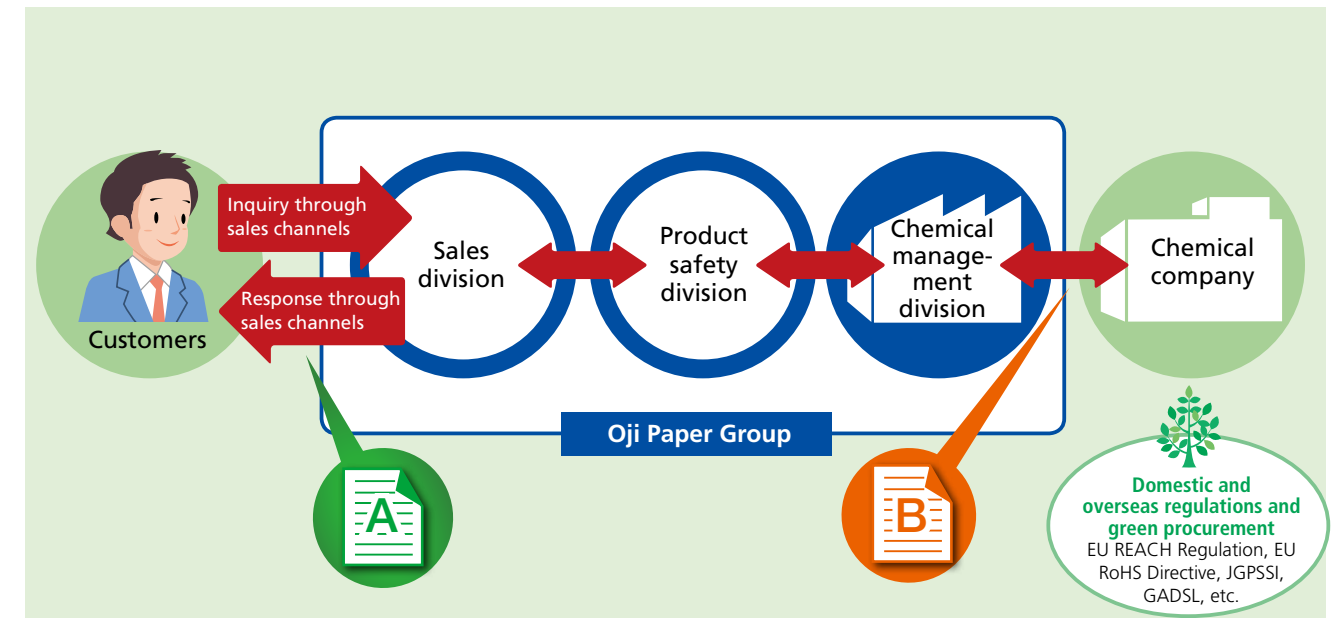 Inquiry through
sales channels
Response through
sales channels
Customers
Sales
division
Product
safety
division
Chemical
manage-
ment
division
Chemical
company
Oji Paper Group
A
B
Domestic and
overseas regulations and
green procurement
EU REACH Regulation, EU
RoHS Directive, JGPSSI,
GADSL, etc.